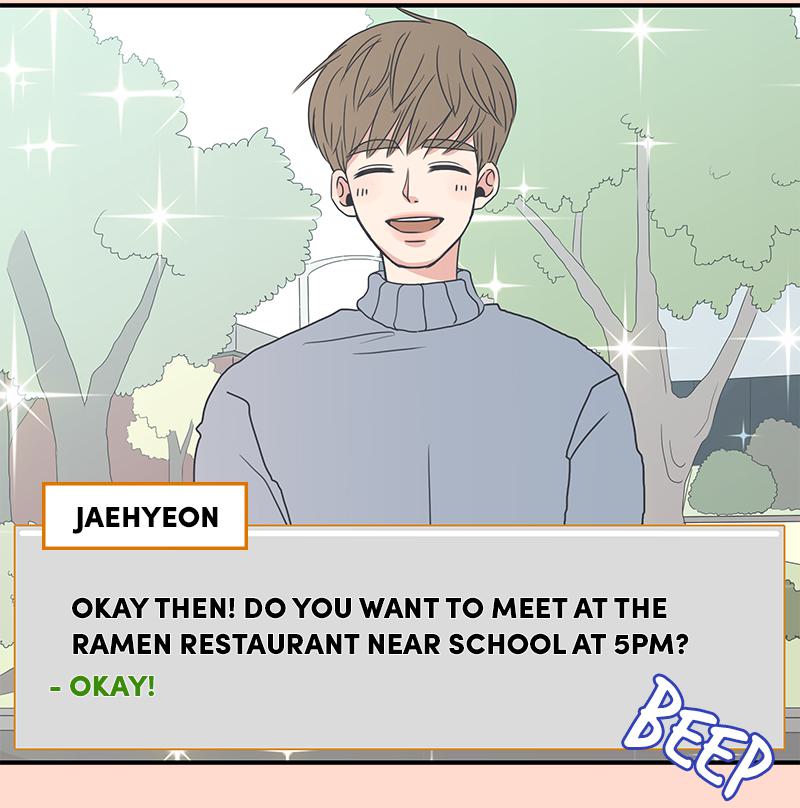 JAEHYEON
OKAY THEN! DO YOU WANT TO MEET AT THE
RAMEN RESTAURANT NEAR SCHOOL AT 5PM?
- OKAY!
BEEP